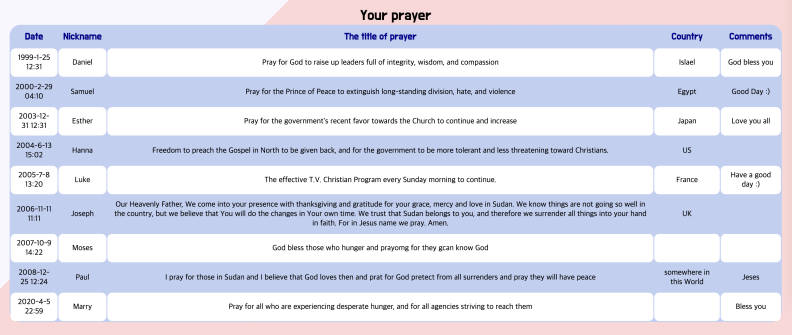 Your prayer
Date Nickname The title of prayer Country Comments
1999-1-25
12:31
Daniel
Pray for God to raise up leaders full of integrity, wisdom, and compassion
Islael
God bless you
2000-2-29
04:10
Samuel
Pray for the Prince of Peace to extinguish long-standing division, hate, and violence
Egypt
Good Day :)
2003-12-
31 12:31
Esther
Pray for the government's recent favor towards the Church to continue and increase
Japan
Love you all
2004-6-13
15:02
Hanna
Freedom to preach the Gospel in North to be given back, and for the government to be more tolerant and less threatening toward Christians.
US
2005-7-8
13:20
Luke
The effective T.V. Christian Program every Sunday morning to continue.
France
Have a good
day :)
2006-11-11
11:11
Joseph
Our Heavenly Father, We come into your presence with thanksgiving and gratitude for your grace, mercy and love in Sudan. We know things are not going so well in
the country, but we believe that You will do the changes in Your own time. We trust that Sudan belongs to you, and therefore we surrender all things into your hand
in faith. For in Jesus name we pray. Amen.
UK
2007-10-9
14:22
Moses
God bless those who hunger and prayomg for they gcan know God
2008-12-
25 12:24
Paul
I pray for those in Sudan and I believe that God loves then and prat for God pretect from all surrenders and pray they will have peace
somewhere in
this World
Jeses
2020-4-5
22:59
Marry
Pray for all who are experiencing desperate hunger, and for all agencies striving to reach them
Bless you